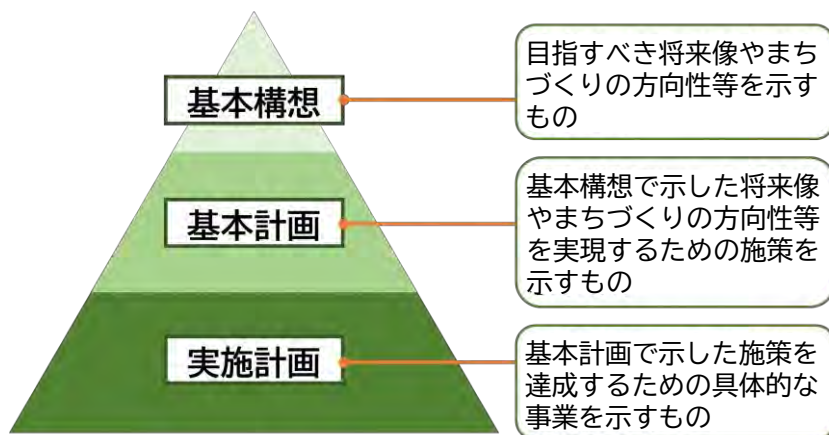 基本構想
目指すべき将来像やまち
づくりの方向性等を示す
もの
基本計画
基本構想で示した将来像
やまちづくりの方向性等
を実現するための施策を
示すもの
実施計画
基本計画で示した施策を
達成するための具体的な
事業を示すもの